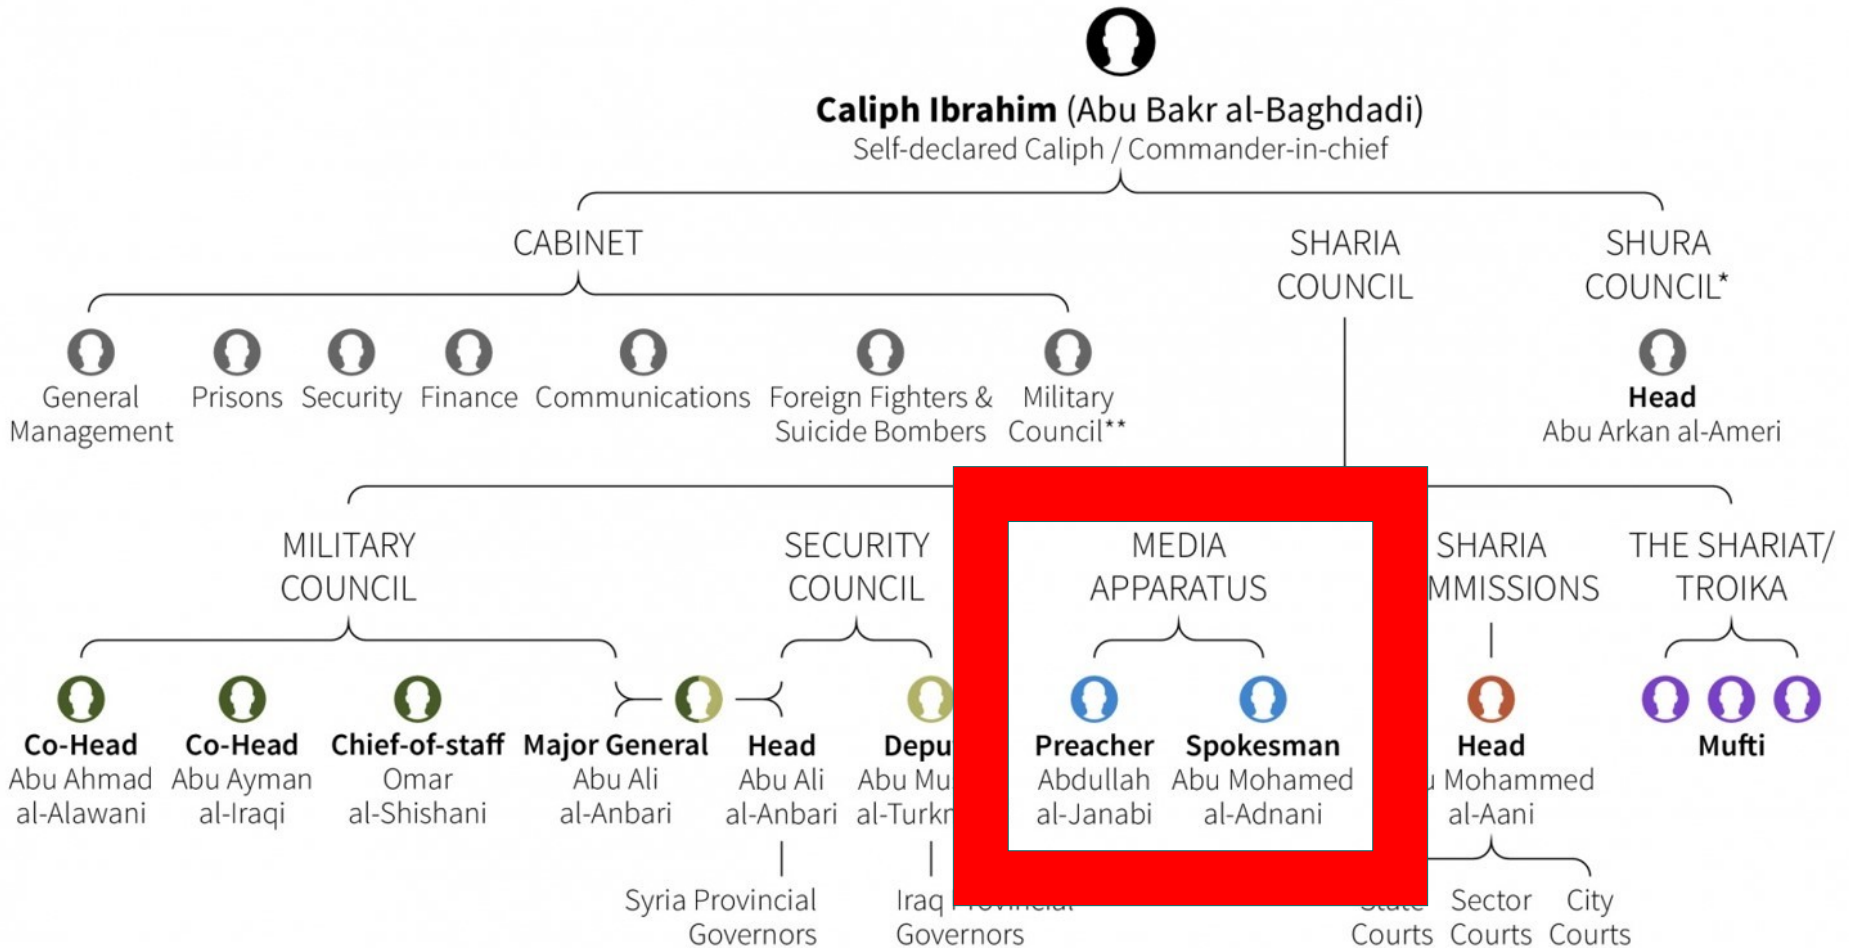 Caliph Ibrahim (Abu Bakr al-Baghdadi)
Self-declared Caliph / Commander-in-chief
CABINET
SHARIA
COUNCIL
SHURA
COUNCIL*
General
Management
Prisons
Security
Finance
Communications
Foreign Fighters &
Suicide Bombers
Military
Council**
Head
Abu Arkan al-Ameri
MILITARY
COUNCIL
SECURITY
COUNCIL
MEDIA
APPARATUS
SHARIA
MMISSIONS
THE SHARIAT/
TROIKA
Co-Head
Abu Ahmad
al-Alawani
Co-Head
Abu Ayman
al-Iraqi
Chief-of-staff
Omar
al-Shishani
Major General
Abu Ali
al-Anbari
Head
Abu Ali
al-Anbari
Depu
Abu Mu
al-Turk
Preacher
Abdullah
al-Janabi
Spokesman
Abu Mohamed
al-Adnani
Head
Mohammed
al-Aani
Mufti
Syria Provincial
Governors
Iraq Provincial
Governors
State
Courts
Sector
Courts
City
Courts